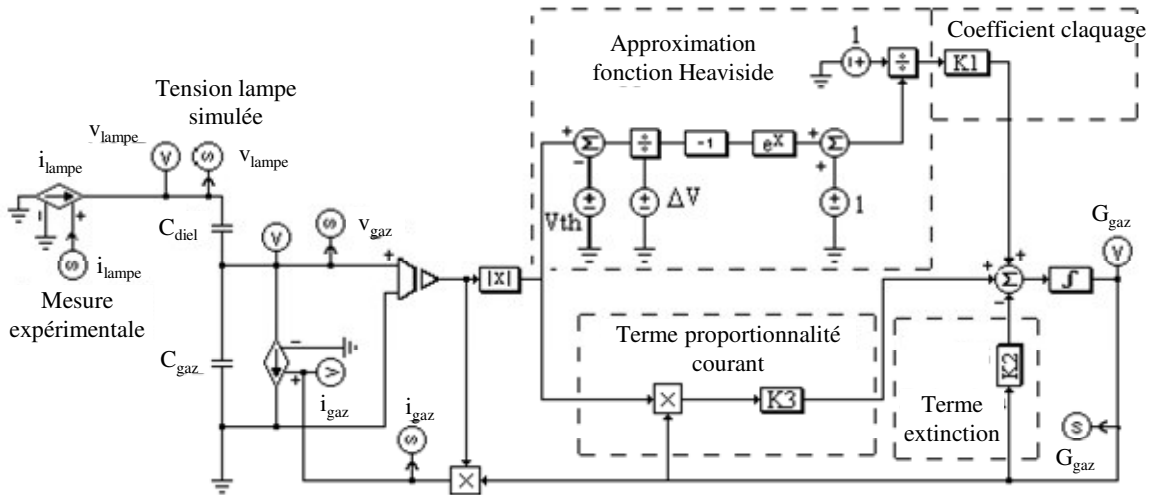 Approximation
fonction Heaviside
Coefficient claquage
1
÷
K1
Tension lampe
simulée
v_lampe
V
S
v_lampe
i_lampe
Σ
÷
-1
e^x
Σ
Vth
ΔV
1
C_diel
V
S
v_gaz
G_gaz
V
S
i_lampe
Mesure
expérimentale
|X|
Σ
∫
Terme proportionnalité
courant
C_gaz
V
i_gaz
i_gaz
S
×
K3
K2
Terme
extinction
S
G_gaz
×